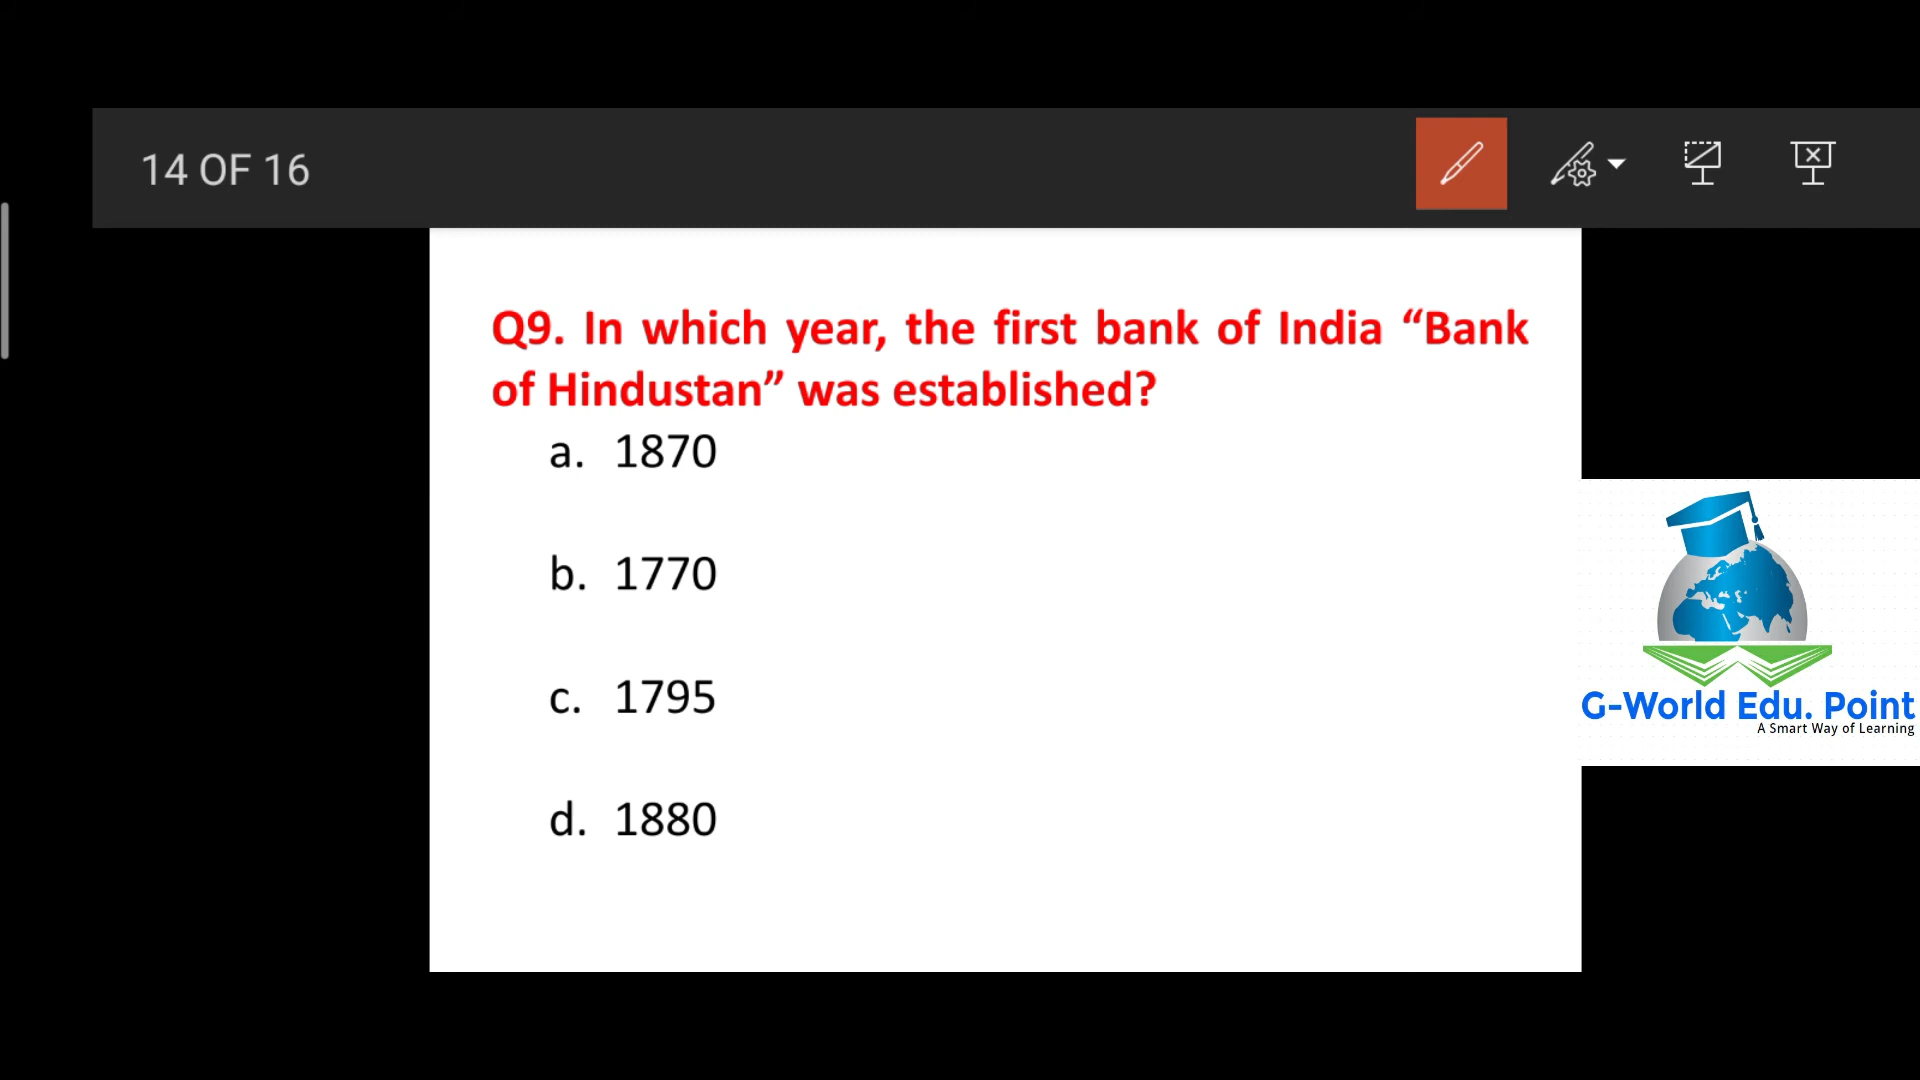 14 OF 16
Q9. In which year, the first bank of India “Bank
of Hindustan” was established?
a. 1870
b. 1770
c. 1795
d. 1880
G-World Edu. Point
A Smart Way of Learning